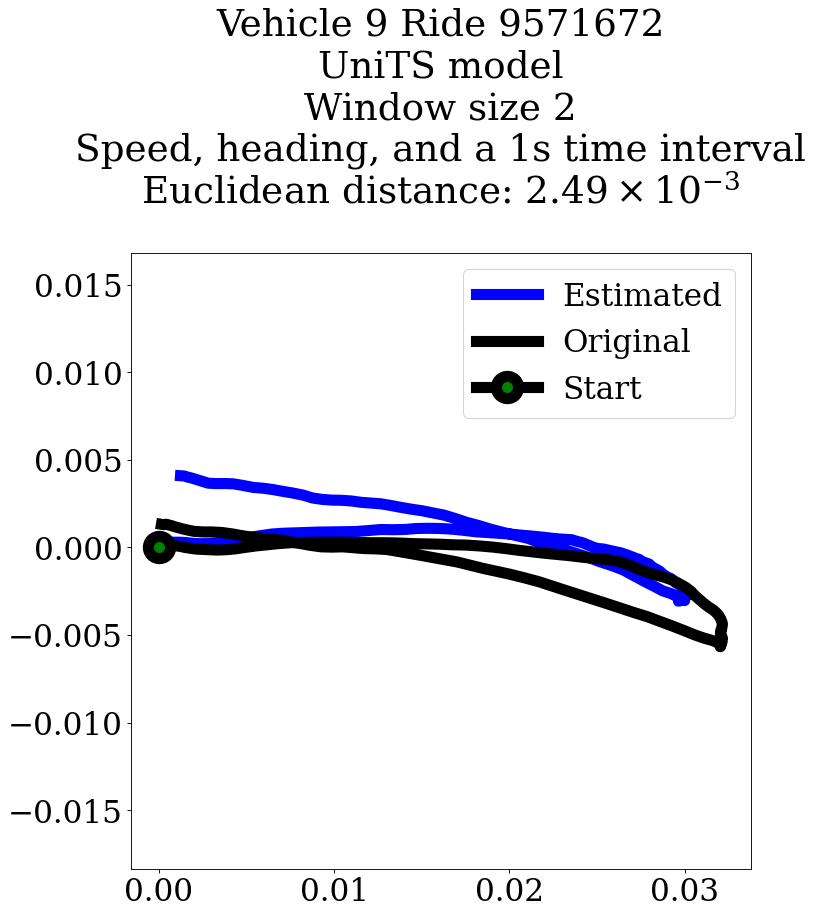 Vehicle 9 Ride 9571672
UniTS model
Window size 2
Speed, heading, and a 1s time interval
Euclidean distance: 2.49 × 10⁻³
Estimated
Original
Start
0.015
0.010
0.005
0.000
−0.005
−0.010
−0.015
0.00 0.01 0.02 0.03